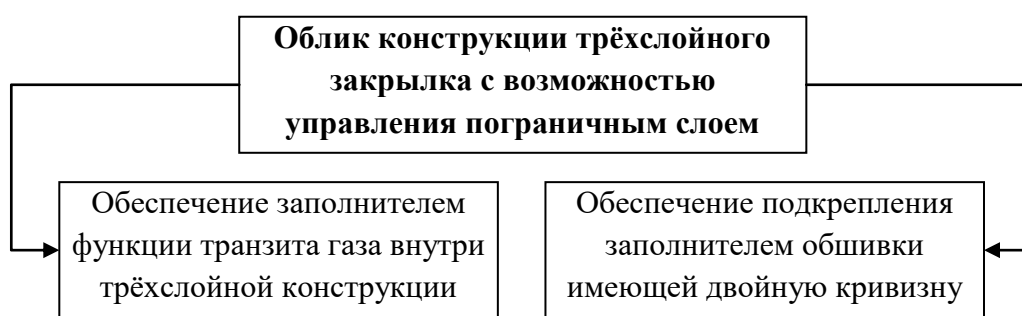 Облик конструкции трёхслойного
закрылка с возможностью
управления пограничным слоем
Обеспечение заполнителем
функции транзита газа внутри
трёхслойной конструкции
Обеспечение подкрепления
заполнителем обшивки
имеющей двойную кривизну